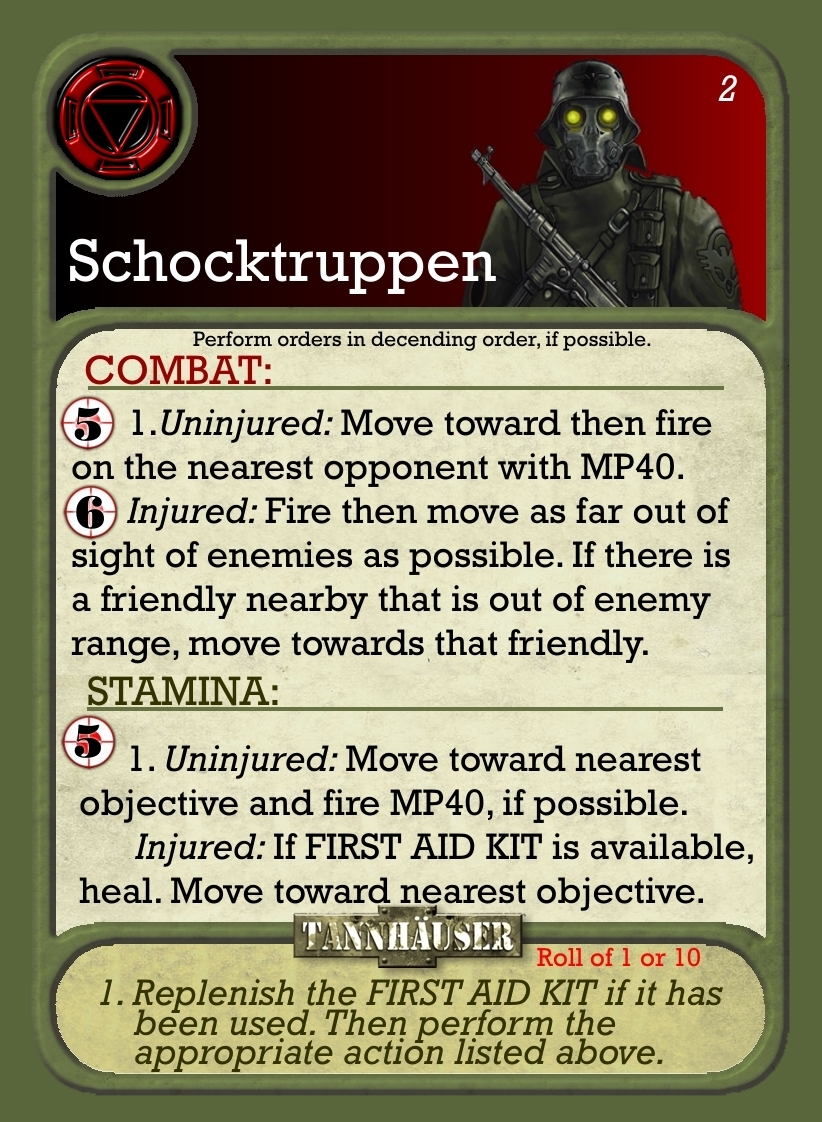 2
Schocktruppen
Perform orders in decending order, if possible.
COMBAT:
5 1.Uninjured: Move toward then fire
on the nearest opponent with MP40.
6 Injured: Fire then move as far out of
sight of enemies as possible. If there is
a friendly nearby that is out of enemy
range, move towards that friendly.
STAMINA:
5 1. Uninjured: Move toward nearest
objective and fire MP40, if possible.
Injured: If FIRST AID KIT is available,
heal. Move toward nearest objective.
TANNHÄUSER
Roll of 1 or 10
1. Replenish the FIRST AID KIT if it has
been used. Then perform the
appropriate action listed above.